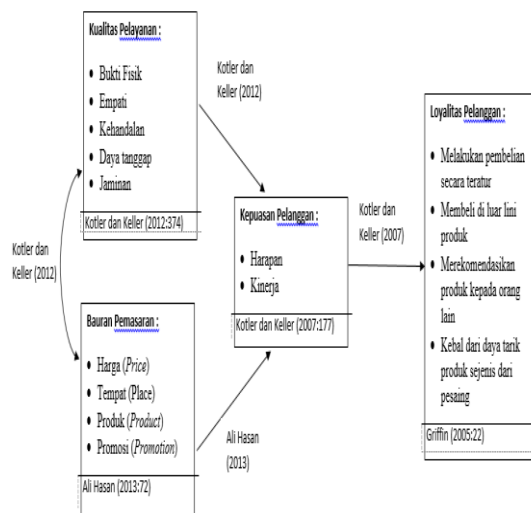 Kualitas Pelayanan :
• Bukti Fisik
• Empati
• Kehandalan
• Daya tanggap
• Jaminan
Kotler dan Keller (2012:374)
Kotler dan
Keller (2012)
Kotler dan
Keller (2012)
Bauran Pemasaran :
• Harga (Price)
• Tempat (Place)
• Produk (Product)
• Promosi (Promotion)
Ali Hasan (2013:72)
Ali Hasan
(2013)
Kepuasan Pelanggan :
• Harapan
• Kinerja
Kotler dan Keller (2007:177)
Kotler dan
Keller (2007)
Loyalitas Pelanggan :
• Melakukan pembelian
secara teratur
• Membeli di luar lini
produk
• Merekomendasikan
produk kepada orang
lain
• Kebal dari daya tarik
produk sejenis dari
pesaing
Griffin (2005:22)